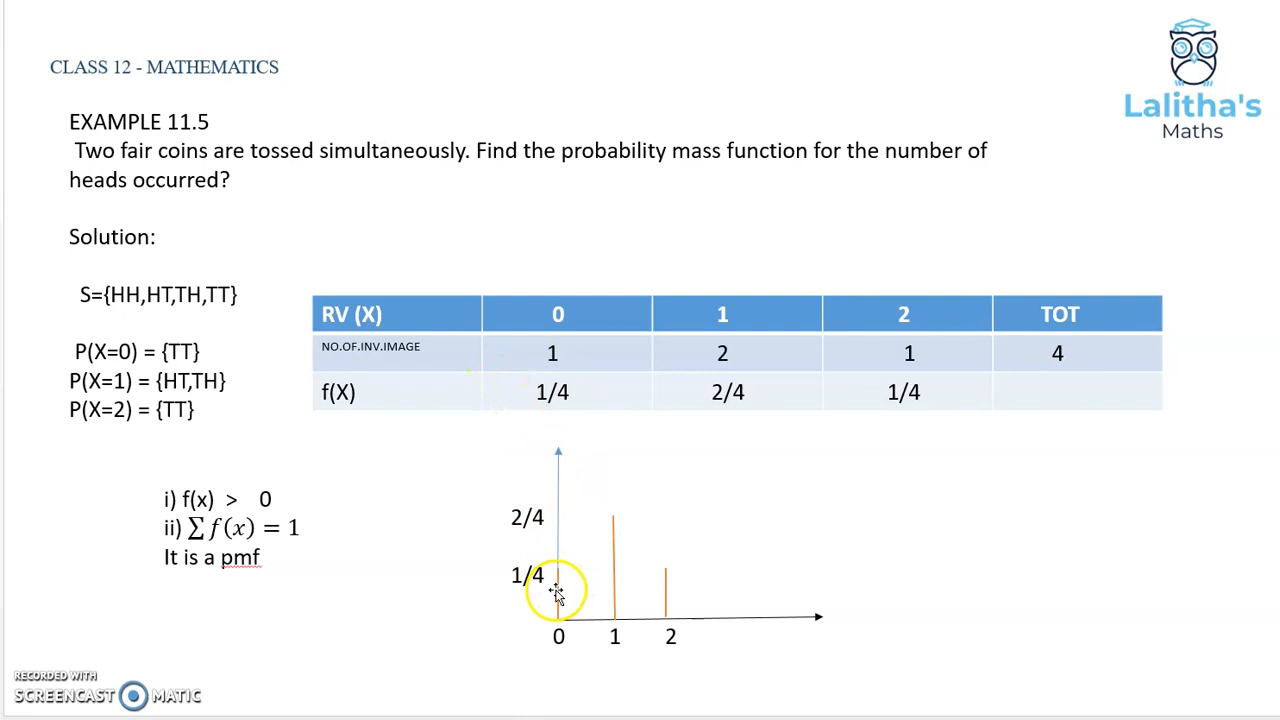 CLASS 12 - MATHEMATICS
Lalitha's
Maths
EXAMPLE 11.5
Two fair coins are tossed simultaneously. Find the probability mass function for the number of
heads occurred?
Solution:
S={HH,HT,TH,TT}
P(X=0) = {TT}
P(X=1) = {HT,TH}
P(X=2) = {TT}
RV (X) 0 1 2 TOT
NO.OF.INV.IMAGE 1 2 1 4
f(X) 1/4 2/4 1/4
i) f(x) > 0
ii) ∑ f(x) = 1
It is a pmf
2/4
1/4
0 1 2
RECORDED WITH
SCREENCAST MATIC